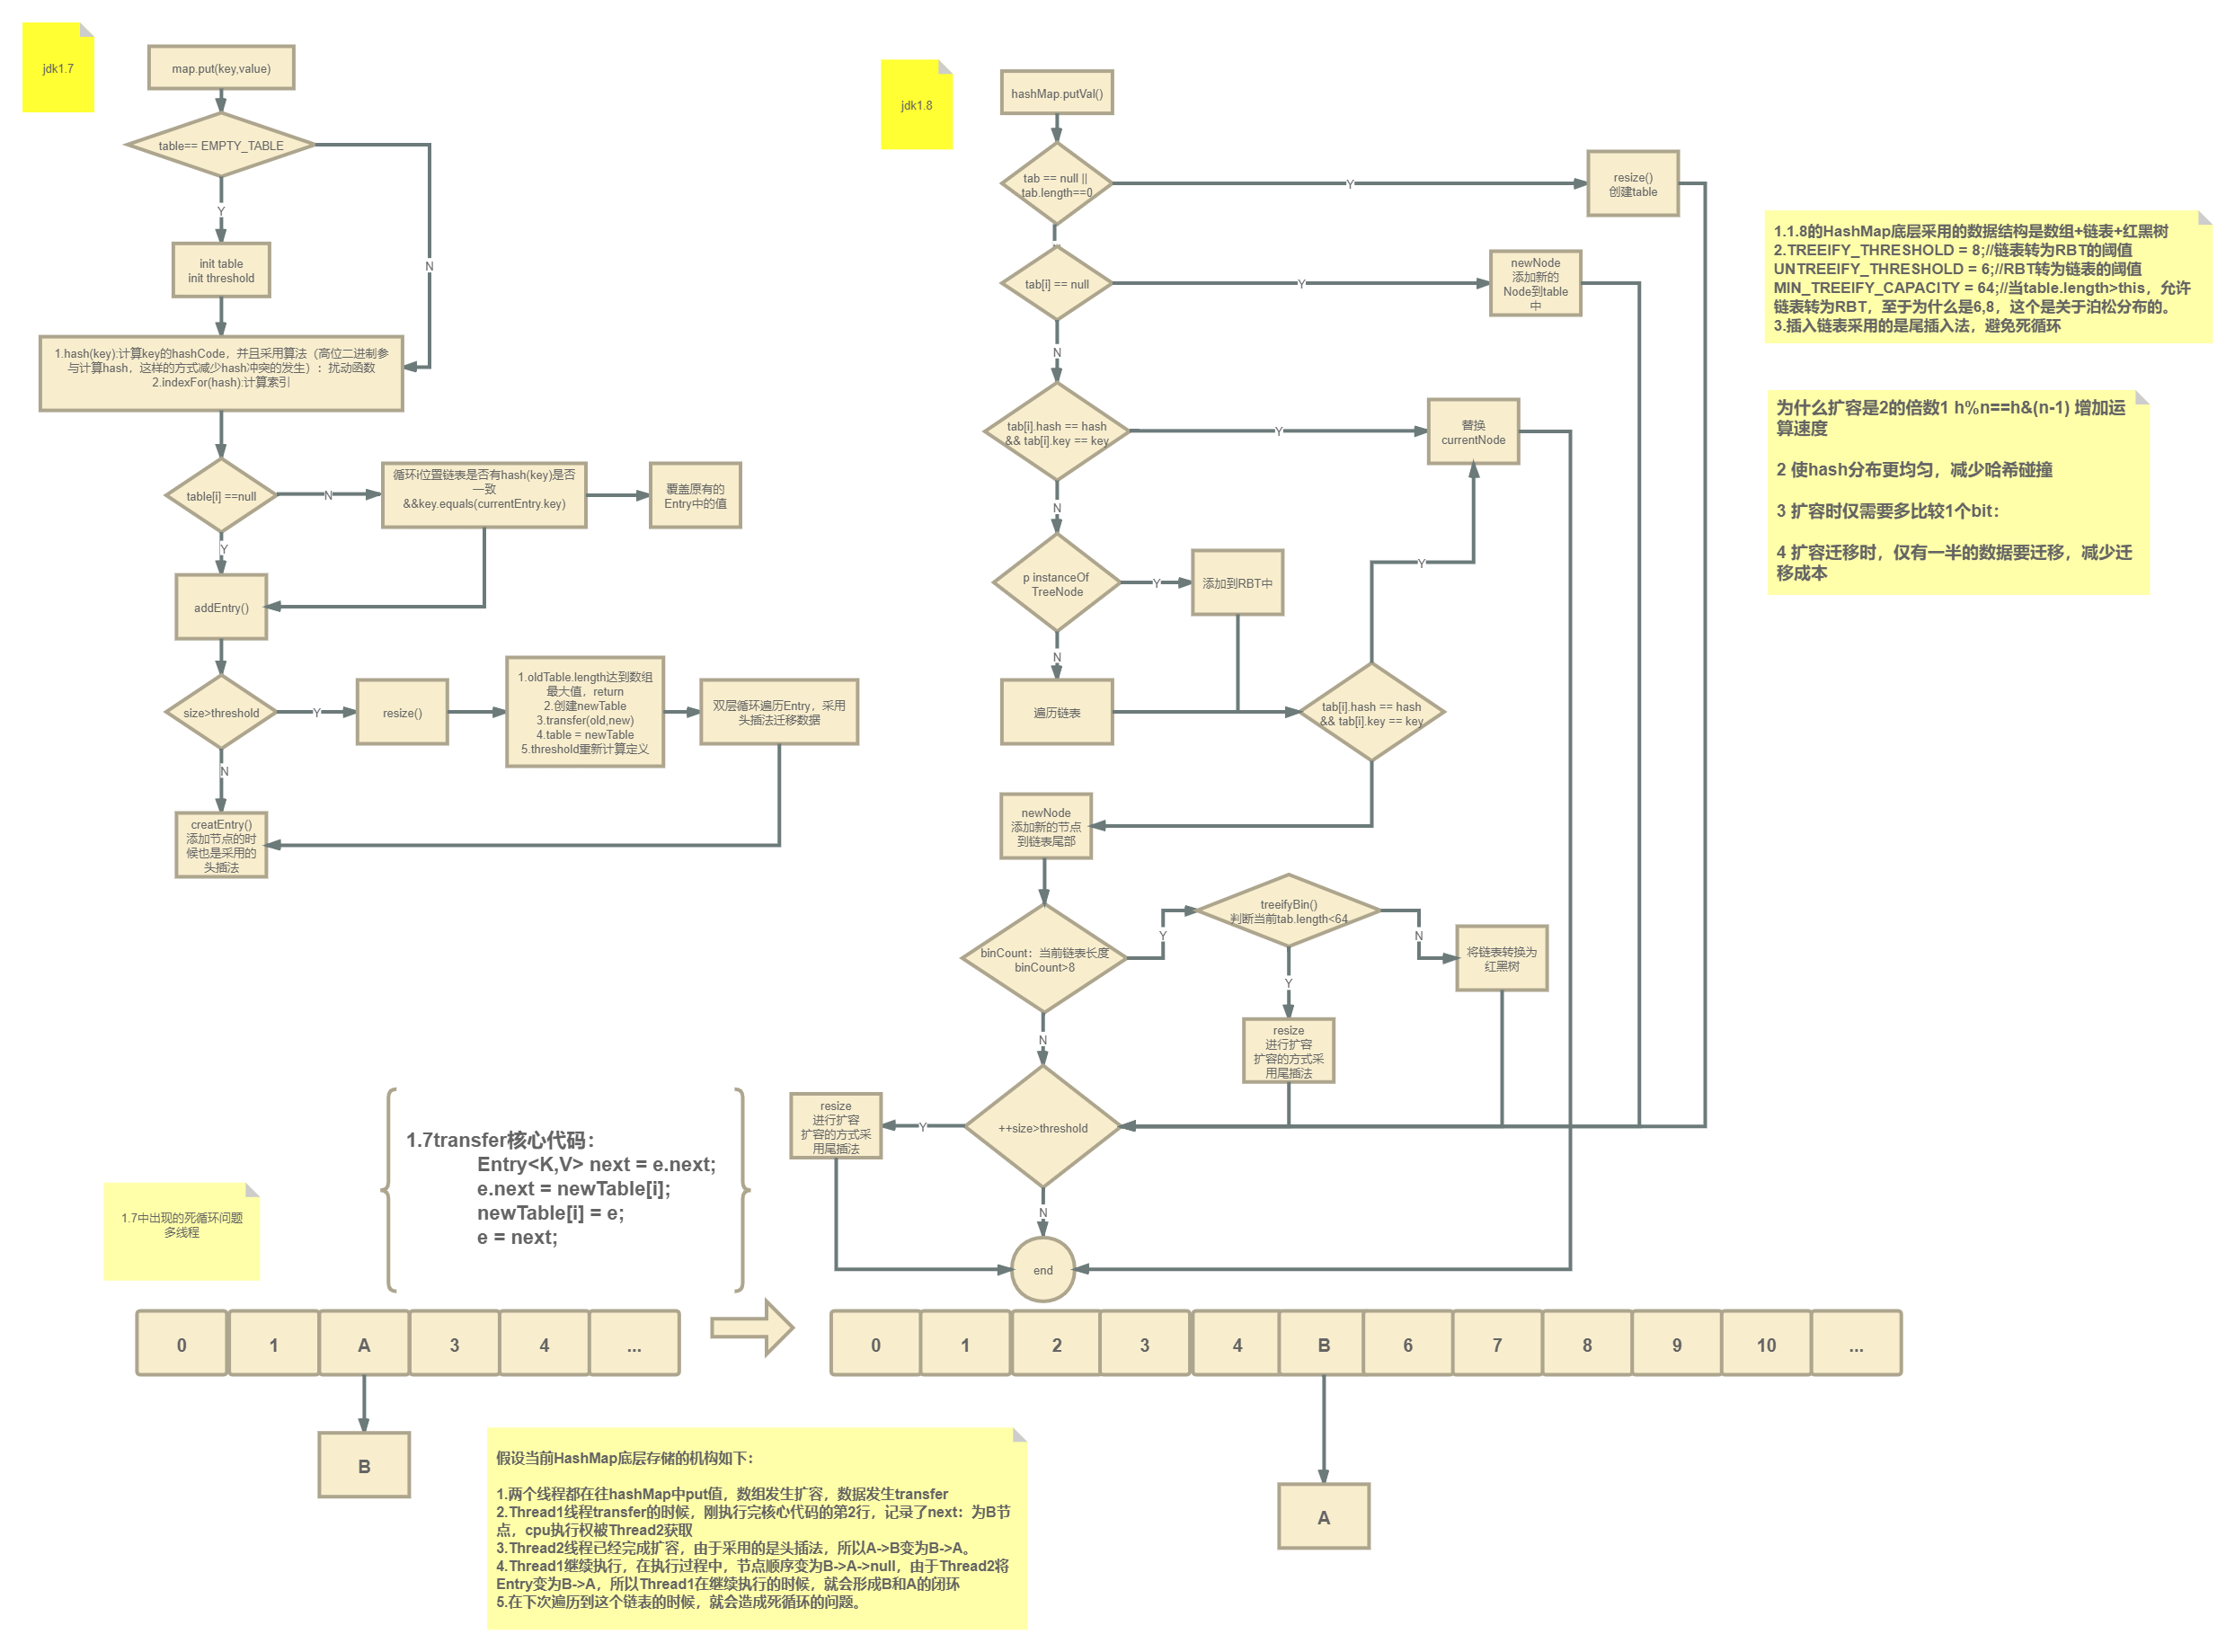 jdk1.7
map.put(key,value)
table== EMPTY_TABLE
Y
N
init table
init threshold
1.hash(key):计算key的hashCode，并且采用算法（高位二进制参
与计算hash，这样的方式减少hash冲突的发生）：扰动函数
2.indexFor(hash):计算索引
table[i] ==null
N
循环i位置链表是否有hash(key)是否
一致
&&key.equals(currentEntry.key)
覆盖原有的
Entry中的值
Y
addEntry()
size>threshold
Y
resize()
1.oldTable.length达到数组
最大值，return
2.创建newTable
3.transfer(old,new)
4.table = newTable
5.threshold重新计算定义
双层循环遍历Entry，采用
头插法迁移数据
N
creatEntry()
添加节点的时
候也是采用的
头插法
jdk1.8
hashMap.putVal()
tab == null ||
tab.length==0
Y
resize()
创建table
tab[i] == null
Y
newNode
添加新的
Node到table
中
N
tab[i].hash == hash
&& tab[i].key == key
Y
替换
currentNode
N
p instanceOf
TreeNode
Y
添加到RBT中
Y
N
遍历链表
tab[i].hash == hash
&& tab[i].key == key
newNode
添加新的节点
到链表尾部
binCount：当前链表长度
binCount>8
Y
treeifyBin()
判断当前tab.length<64
N
将链表转换为
红黑树
Y
resize
进行扩容
扩容的方式采
用尾插法
N
++size>threshold
Y
resize
进行扩容
扩容的方式采
用尾插法
N
end
1.1.8的HashMap底层采用的数据结构是数组+链表+红黑树
2.TREEIFY_THRESHOLD = 8;//链表转为RBT的阈值
UNTREEIFY_THRESHOLD = 6;//RBT转为链表的阈值
MIN_TREEIFY_CAPACITY = 64;//当table.length>this，允许
链表转为RBT，至于为什么是6,8，这个是关于泊松分布的。
3.插入链表采用的是尾插入法，避免死循环
为什么扩容是2的倍数1 h%n==h&(n-1) 增加运
算速度
2 使hash分布更均匀，减少哈希碰撞
3 扩容时仅需要多比较1个bit：
4 扩容迁移时，仅有一半的数据要迁移，减少迁
移成本
1.7中出现的死循环问题
多线程
1.7transfer核心代码：
Entry<K,V> next = e.next;
e.next = newTable[i];
newTable[i] = e;
e = next;
0 1 A 3 4 ...
B
0 1 2 3 4 B 6 7 8 9 10 ...
A
假设当前HashMap底层存储的机构如下：
1.两个线程都在往hashMap中put值，数组发生扩容，数据发生transfer
2.Thread1线程transfer的时候，刚执行完核心代码的第2行，记录了next：为B节
点，cpu执行权被Thread2获取
3.Thread2线程已经完成扩容，由于采用的是头插法，所以A->B变为B->A。
4.Thread1继续执行，在执行过程中，节点顺序变为B->A->null，由于Thread2将
Entry变为B->A，所以Thread1在继续执行的时候，就会形成B和A的闭环
5.在下次遍历到这个链表的时候，就会造成死循环的问题。